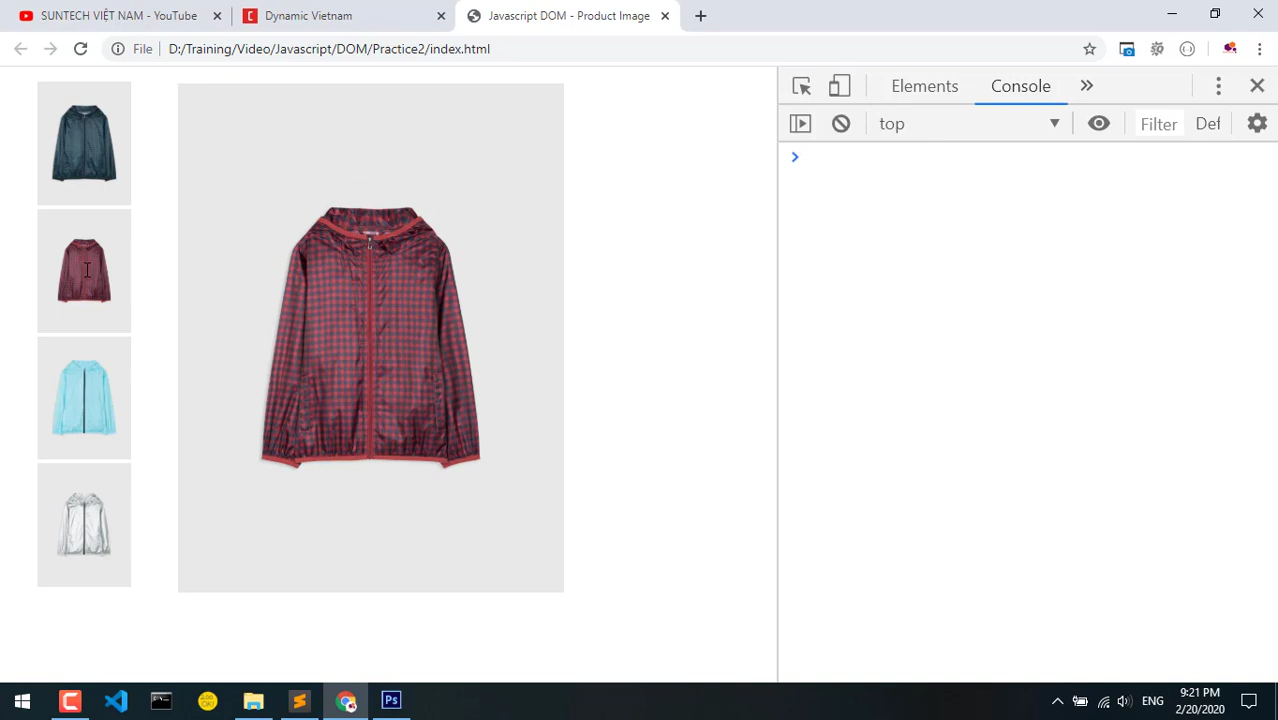 SUNTECH VIỆT NAM - YouTube
Dynamic Vietnam
Javascript DOM - Product Image
File
D:/Training/Video/Javascript/DOM/Practice2/index.html
Elements
Console
top
Filter
Def
ENG
9:21 PM
2/20/2020
Ps